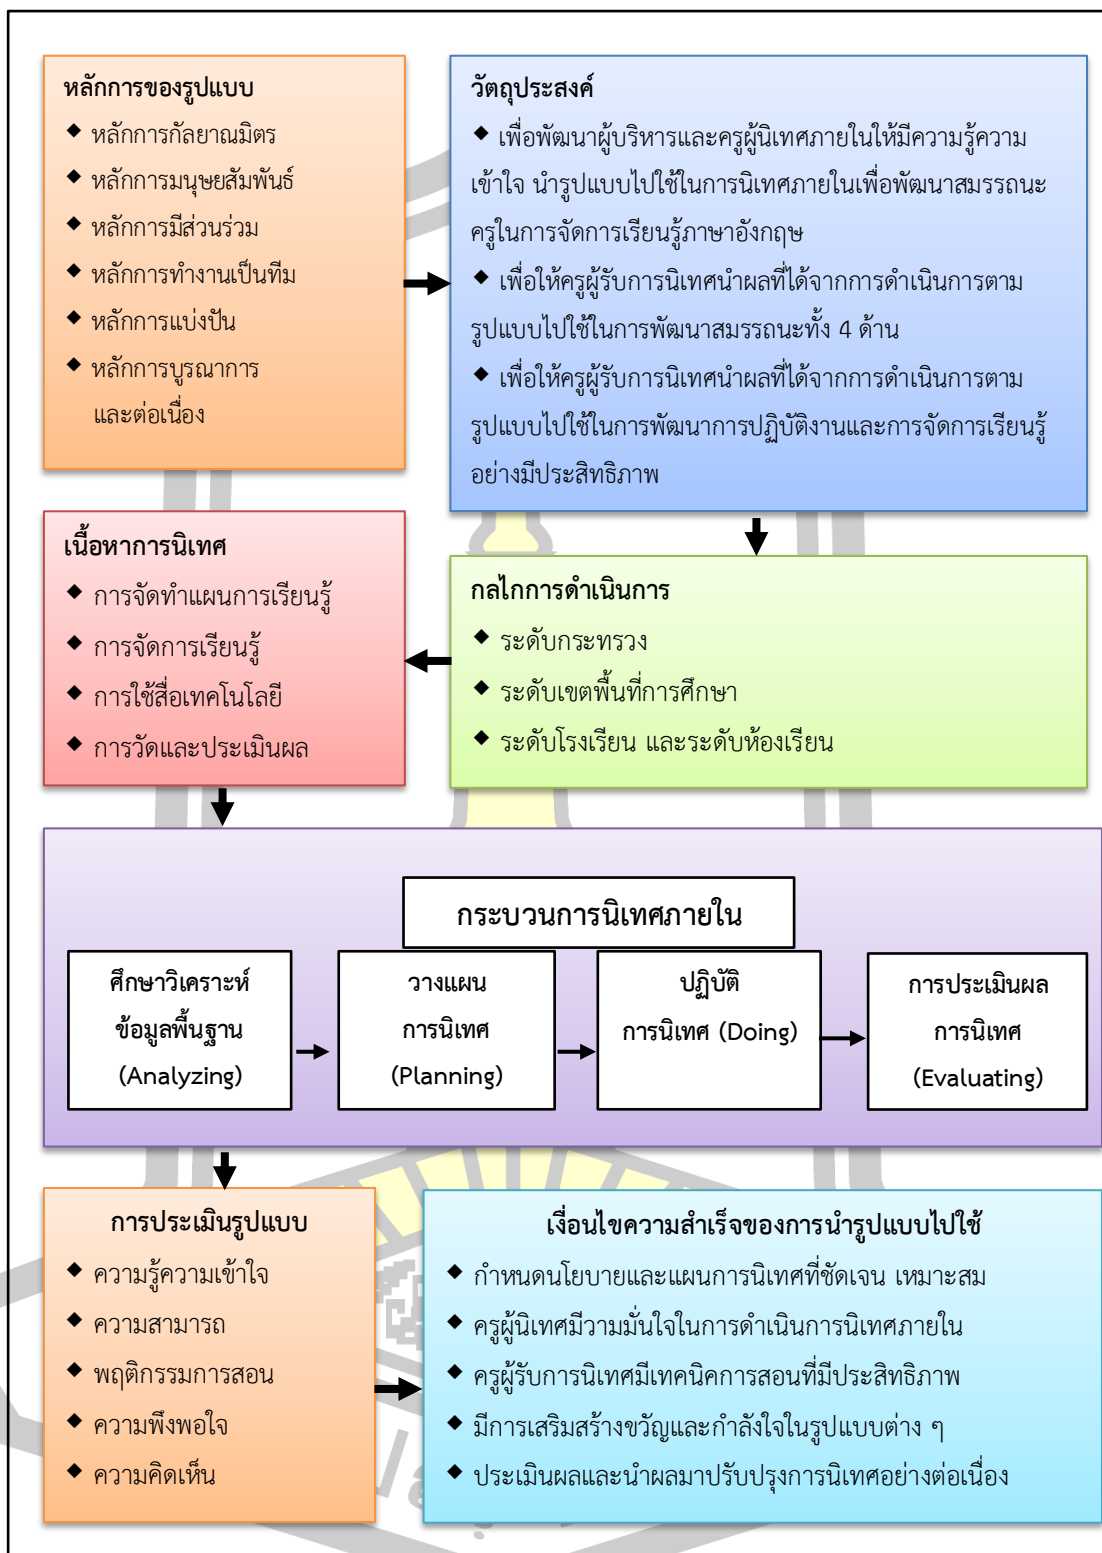 หลักการของรูปแบบ
◆ หลักการกัลยาณมิตร
◆ หลักการมนุษยสัมพันธ์
◆ หลักการมีส่วนร่วม
◆ หลักการทำงานเป็นทีม
◆ หลักการแบ่งปัน
◆ หลักการบูรณาการ
และต่อเนื่อง
วัตถุประสงค์
◆ เพื่อพัฒนาผู้บริหารและครูผู้นิเทศภายในให้มีความรู้ความ
เข้าใจ นำรูปแบบไปใช้ในการนิเทศภายในเพื่อพัฒนาสมรรถนะ
ครูในการจัดการเรียนรู้ภาษาอังกฤษ
◆ เพื่อให้ครูผู้รับการนิเทศนำผลที่ได้จากการดำเนินการตาม
รูปแบบไปใช้ในการพัฒนาสมรรถนะทั้ง 4 ด้าน
◆ เพื่อให้ครูผู้รับการนิเทศนำผลที่ได้จากการดำเนินการตาม
รูปแบบไปใช้ในการพัฒนาการปฏิบัติงานและการจัดการเรียนรู้
อย่างมีประสิทธิภาพ
กลไกการดำเนินการ
◆ ระดับกระทรวง
◆ ระดับเขตพื้นที่การศึกษา
◆ ระดับโรงเรียน และระดับห้องเรียน
เนื้อหาการนิเทศ
◆ การจัดทำแผนการเรียนรู้
◆ การจัดการเรียนรู้
◆ การใช้สื่อเทคโนโลยี
◆ การวัดและประเมินผล
กระบวนการนิเทศภายใน
ศึกษาวิเคราะห์
ข้อมูลพื้นฐาน
(Analyzing)
วางแผน
การนิเทศ
(Planning)
ปฏิบัติ
การนิเทศ (Doing)
การประเมินผล
การนิเทศ
(Evaluating)
การประเมินรูปแบบ
◆ ความรู้ความเข้าใจ
◆ ความสามารถ
◆ พฤติกรรมการสอน
◆ ความพึงพอใจ
◆ ความคิดเห็น
เงื่อนไขความสำเร็จของการนำรูปแบบไปใช้
◆ กำหนดนโยบายและแผนการนิเทศที่ชัดเจน เหมาะสม
◆ ครูผู้นิเทศมีวามมั่นใจในการดำเนินการนิเทศภายใน
◆ ครูผู้รับการนิเทศมีเทคนิคการสอนที่มีประสิทธิภาพ
◆ มีการเสริมสร้างขวัญและกำลังใจในรูปแบบต่าง ๆ
◆ ประเมินผลและนำผลมาปรับปรุงการนิเทศอย่างต่อเนื่อง